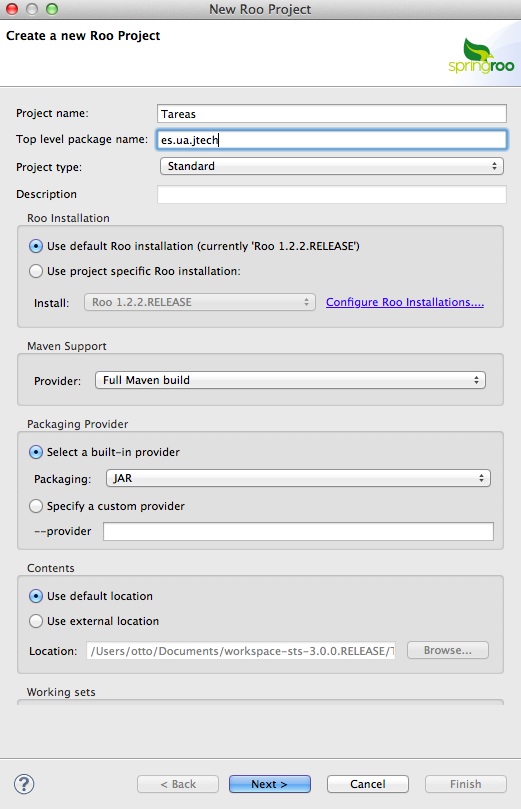 New Roo Project
Create a new Roo Project
springroo
Project name: Tareas
Top level package name: es.ua.jtech
Project type: Standard
Description
Roo Installation
Use default Roo installation (currently 'Roo 1.2.2.RELEASE')
Use project specific Roo installation:
Install: Roo 1.2.2.RELEASE Configure Roo Installations....
Maven Support
Provider: Full Maven build
Packaging Provider
Select a built-in provider
Packaging: JAR
Specify a custom provider
--provider
Contents
Use default location
Use external location
Location: /Users/otto/Documents/workspace-sts-3.0.0.RELEASE/T Browse...
Working sets
? < Back Next > Cancel Finish